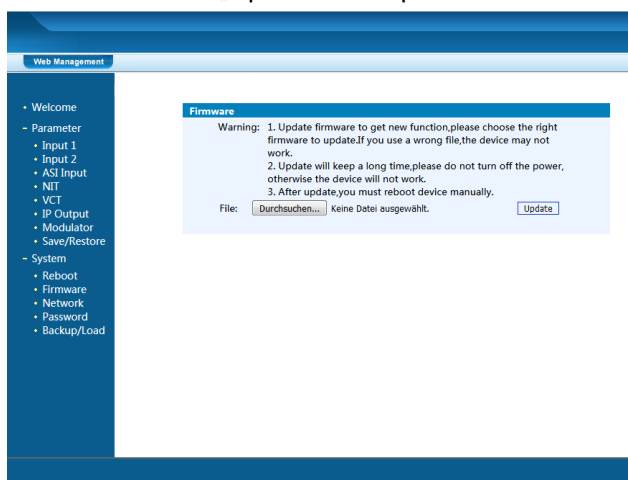 Web Management
• Welcome
- Parameter
• Input 1
• Input 2
• ASI Input
• NIT
• VCT
• IP Output
• Modulator
• Save/Restore
- System
• Reboot
• Firmware
• Network
• Password
• Backup/Load
Firmware
Warning: 1. Update firmware to get new function,please choose the right
firmware to update.If you use a wrong file,the device may not
work.
2. Update will keep a long time,please do not turn off the power,
otherwise the device will not work.
3. After update,you must reboot device manually.
File: Durchsuchen... Keine Datei ausgewählt. Update